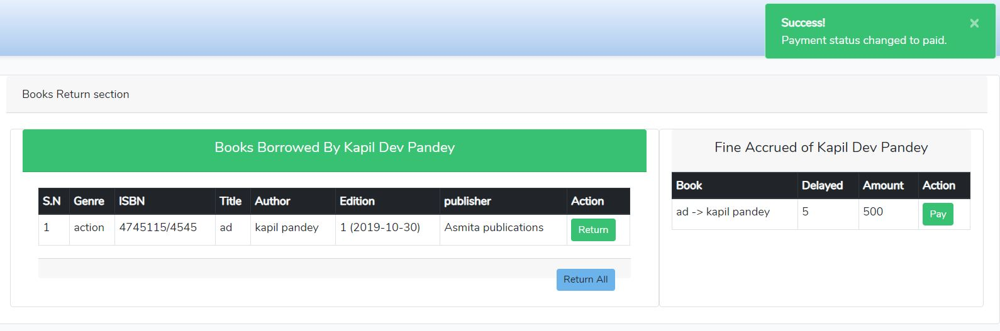 Success!
×
Payment status changed to paid.
Books Return section
Books Borrowed By Kapil Dev Pandey
S.N Genre ISBN Title Author Edition publisher Action
1 action 4745115/4545 ad kapil pandey 1 (2019-10-30) Asmita publications Return
Return All
Fine Accrued of Kapil Dev Pandey
Book Delayed Amount Action
ad -> kapil pandey 5 500 Pay